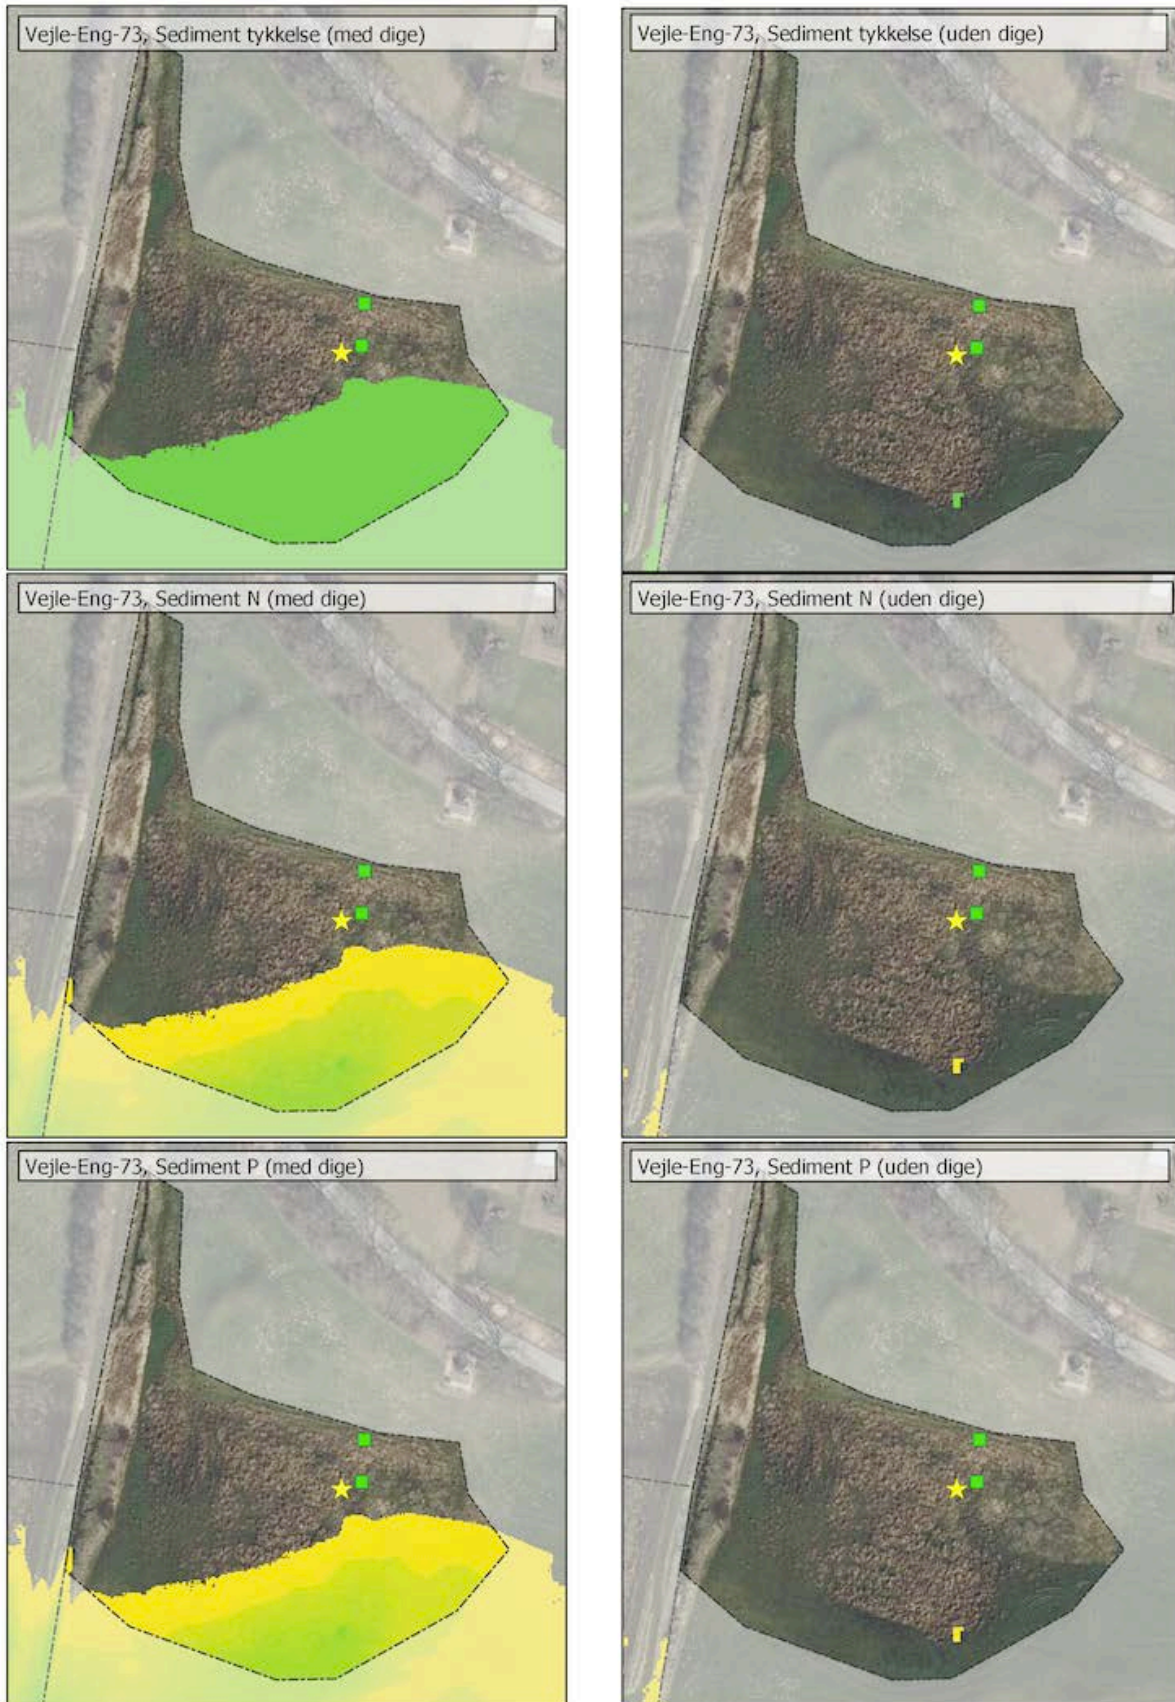 Vejle-Eng-73, Sediment tykkelse (med dige)
Vejle-Eng-73, Sediment tykkelse (uden dige)
Vejle-Eng-73, Sediment N (med dige)
Vejle-Eng-73, Sediment N (uden dige)
Vejle-Eng-73, Sediment P (med dige)
Vejle-Eng-73, Sediment P (uden dige)